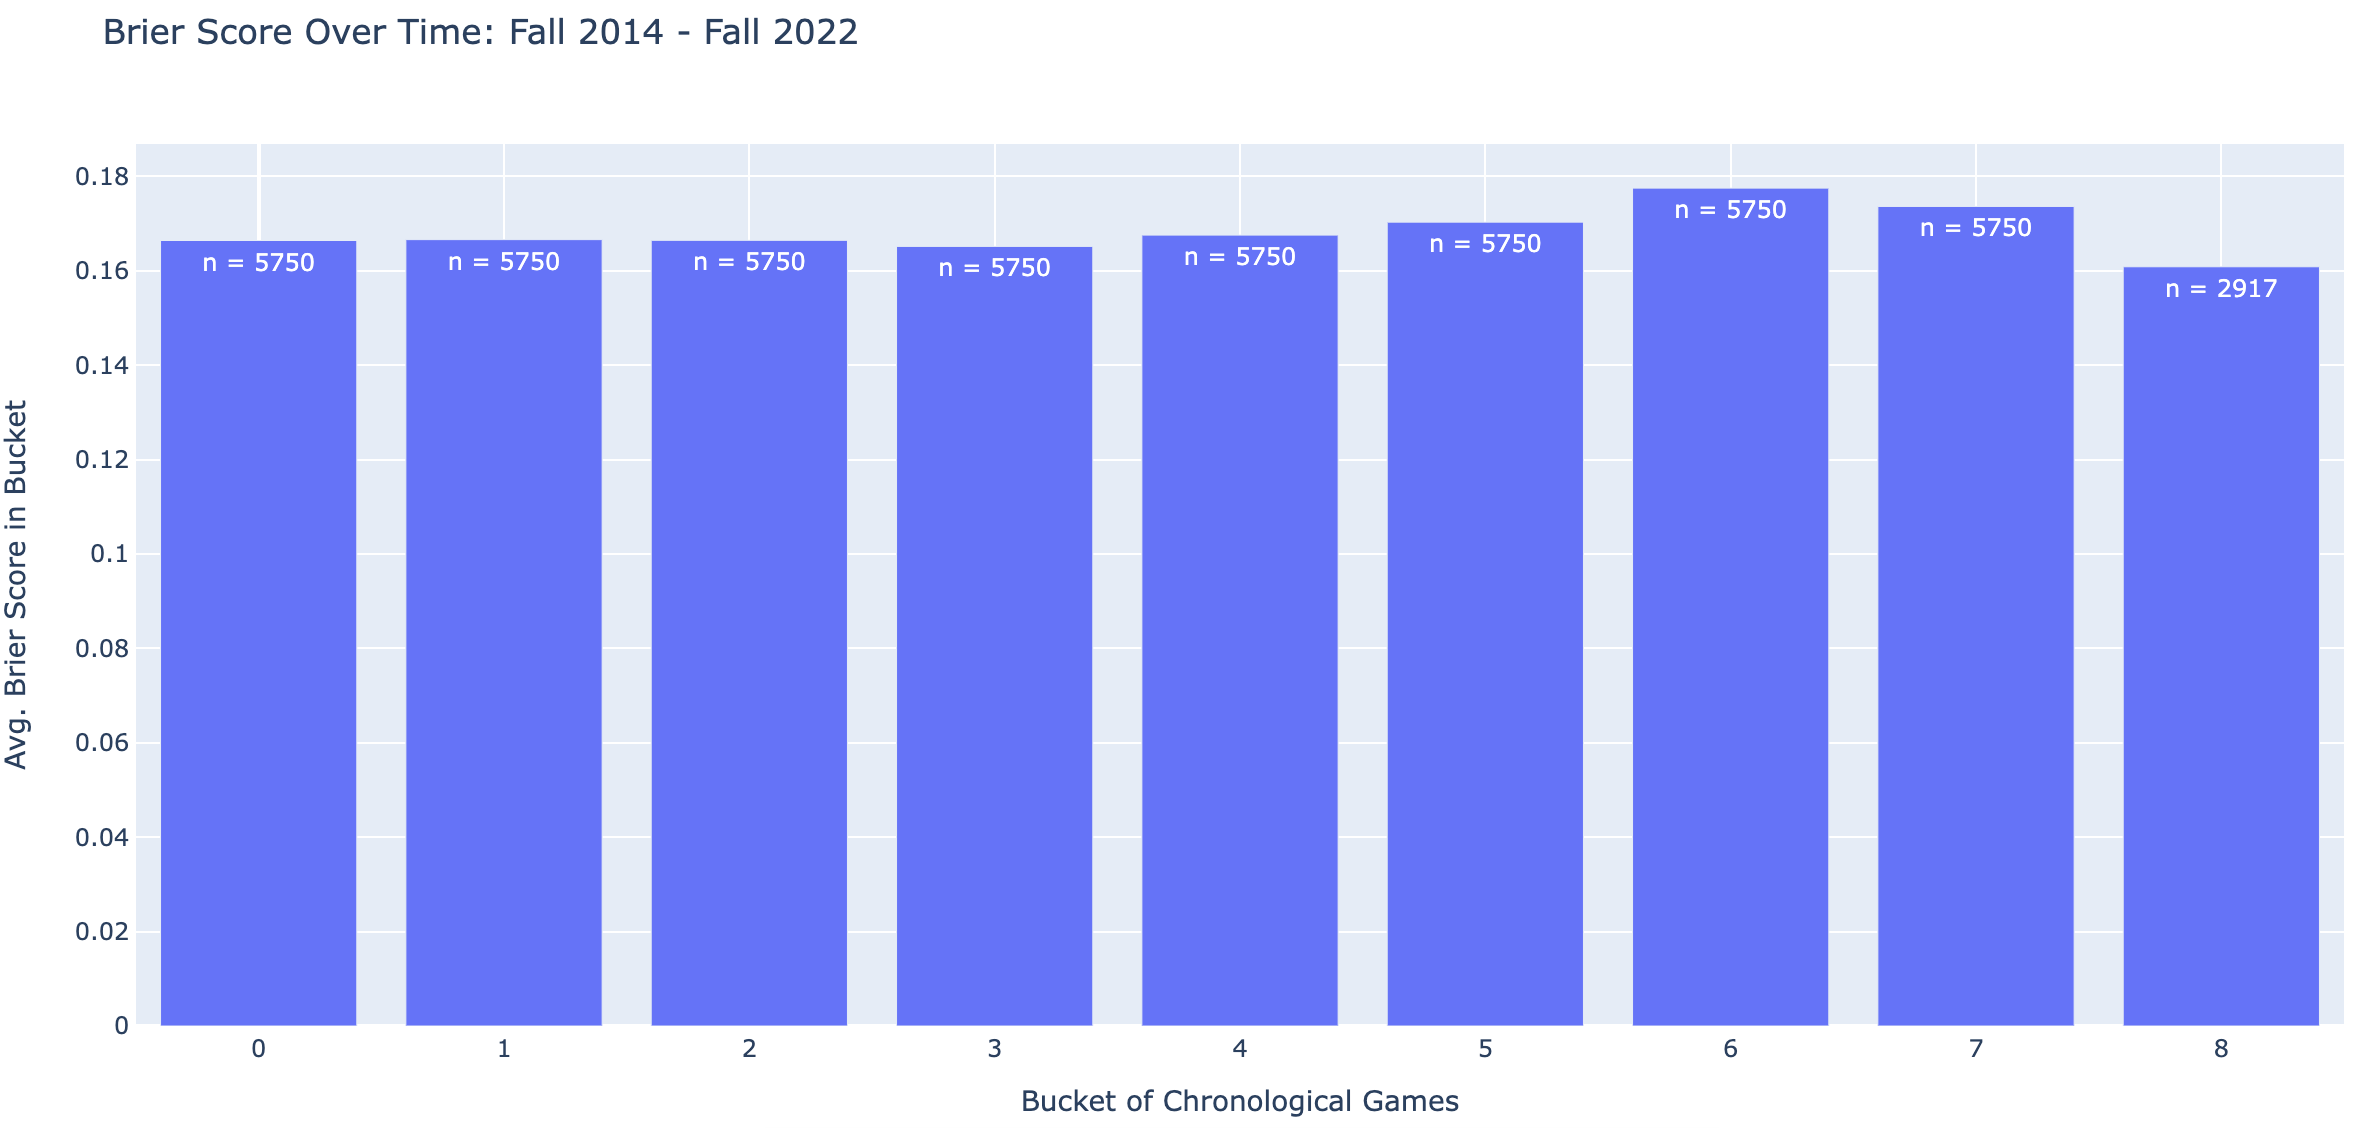 Brier Score Over Time: Fall 2014 - Fall 2022
Avg. Brier Score in Bucket
0.18
0.16
0.14
0.12
0.1
0.08
0.06
0.04
0.02
0
n = 5750
n = 5750
n = 5750
n = 5750
n = 5750
n = 5750
n = 5750
n = 5750
n = 2917
0 1 2 3 4 5 6 7 8
Bucket of Chronological Games